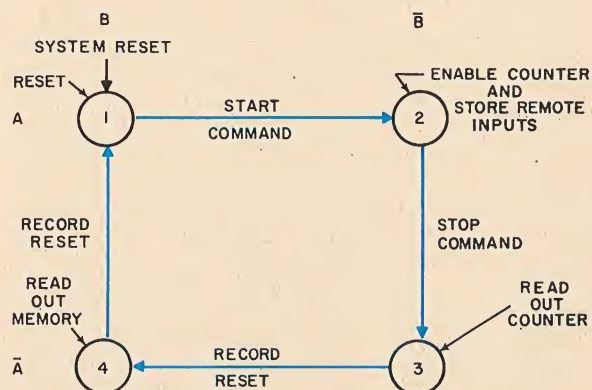 B
B̅
SYSTEM RESET
RESET
A
1
START
COMMAND
2
ENABLE COUNTER
AND
STORE REMOTE
INPUTS
RECORD
RESET
STOP
COMMAND
READ
OUT
MEMORY
READ
OUT
COUNTER
A̅
4
RECORD
RESET
3